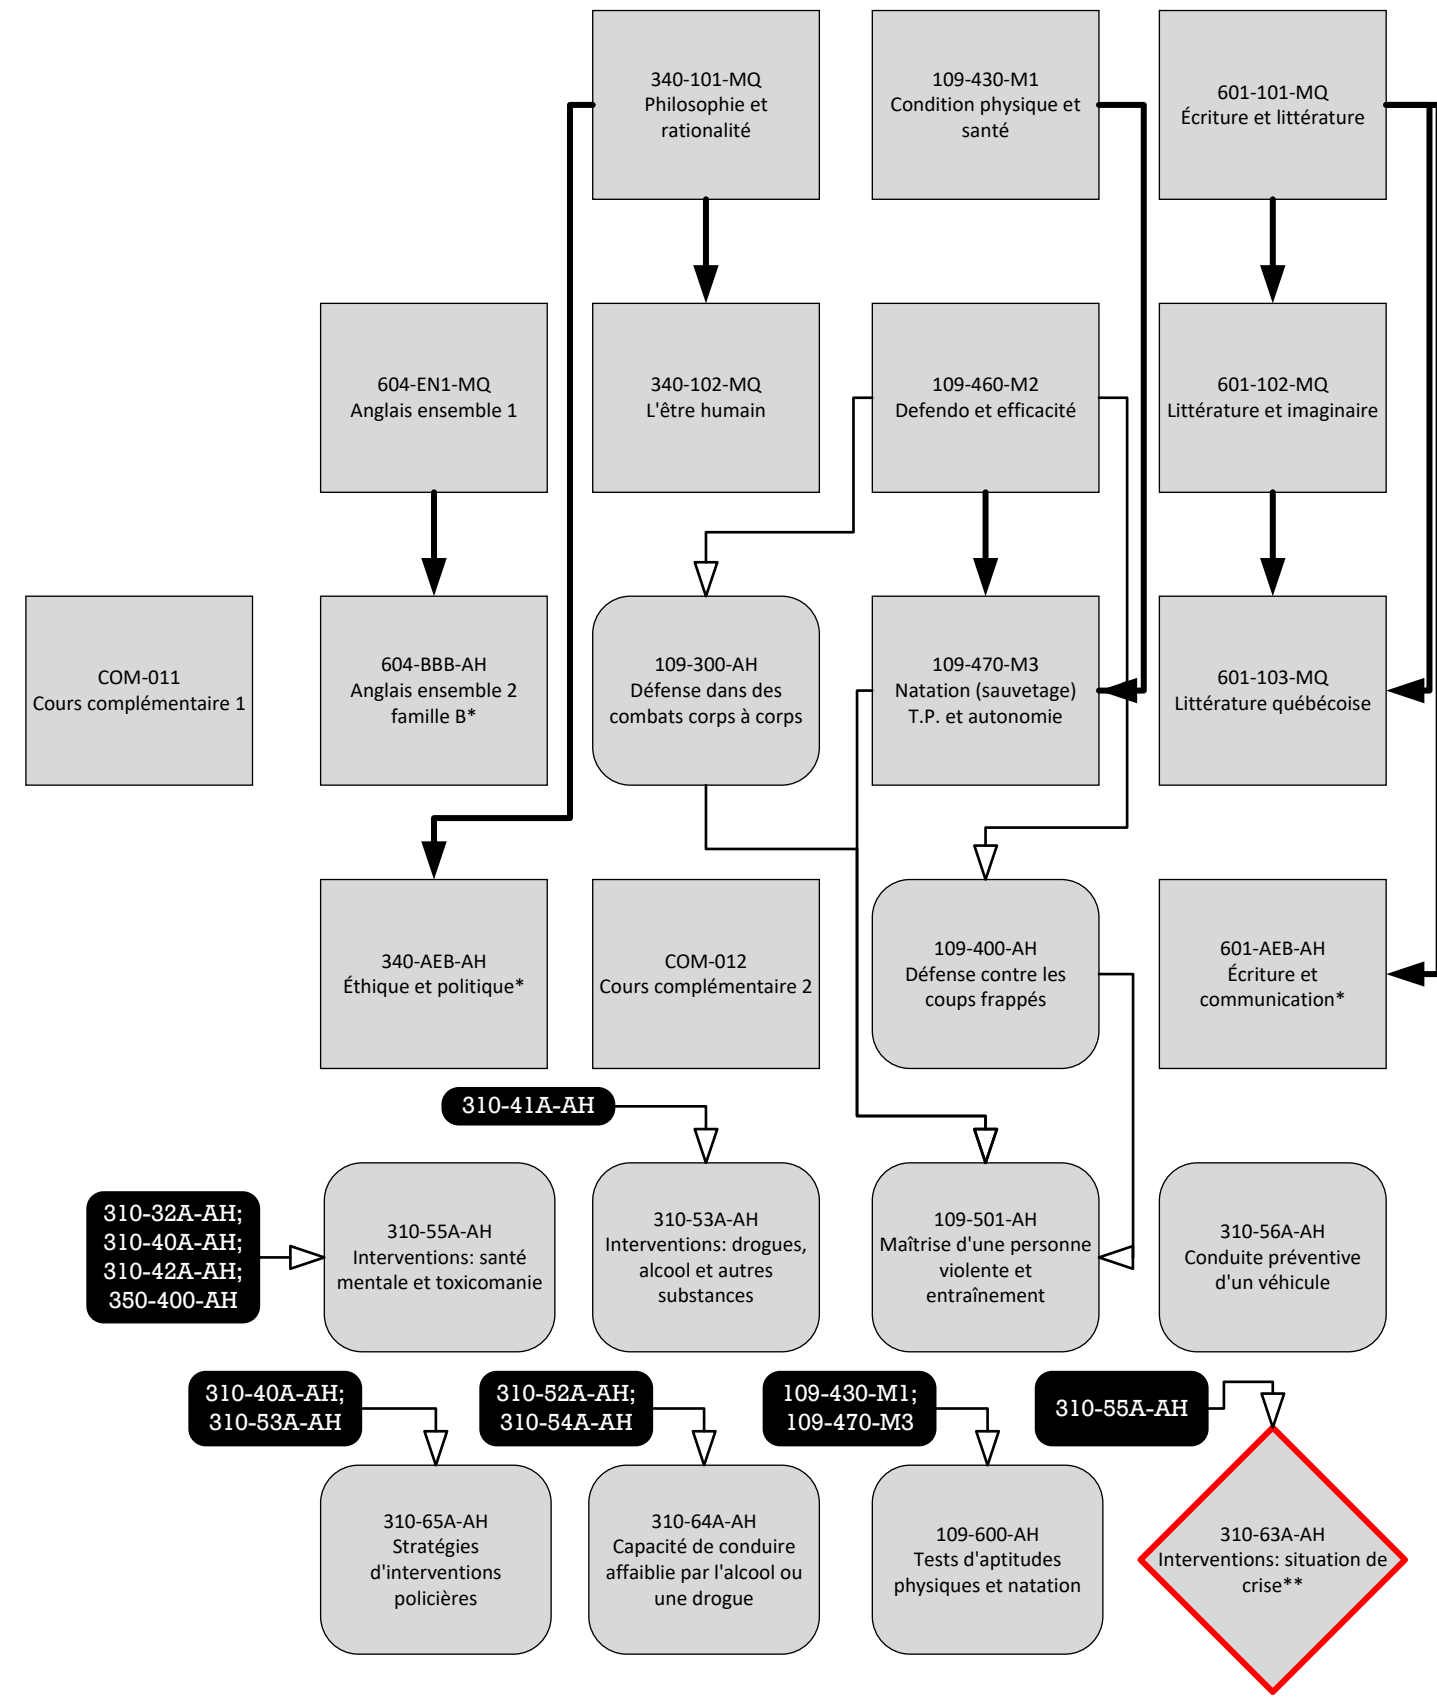 340-101-MQ
Philosophie et
rationalité
109-430-M1
Condition physique et
santé
601-101-MQ
Écriture et littérature
604-EN1-MQ
Anglais ensemble 1
340-102-MQ
L'être humain
109-460-M2
Defendo et efficacité
601-102-MQ
Littérature et imaginaire
COM-011
Cours complémentaire 1
604-BBB-AH
Anglais ensemble 2
famille B*
109-300-AH
Défense dans des
combats corps à corps
109-470-M3
Natation (sauvetage)
T.P. et autonomie
601-103-MQ
Littérature québécoise
340-AEB-AH
Éthique et politique*
COM-012
Cours complémentaire 2
109-400-AH
Défense contre les
coups frappés
601-AEB-AH
Écriture et
communication*
310-41A-AH
310-32A-AH;
310-40A-AH;
310-42A-AH;
350-400-AH
310-55A-AH
Interventions: santé
mentale et toxicomanie
310-53A-AH
Interventions: drogues,
alcool et autres
substances
109-501-AH
Maîtrise d'une personne
violente et
entraînement
310-56A-AH
Conduite préventive
d'un véhicule
310-40A-AH;
310-53A-AH
310-52A-AH;
310-54A-AH
109-430-M1;
109-470-M3
310-55A-AH
310-65A-AH
Stratégies
d'interventions
policières
310-64A-AH
Capacité de conduire
affaiblie par l'alcool ou
une drogue
109-600-AH
Tests d'aptitudes
physiques et natation
310-63A-AH
Interventions: situation de
crise**